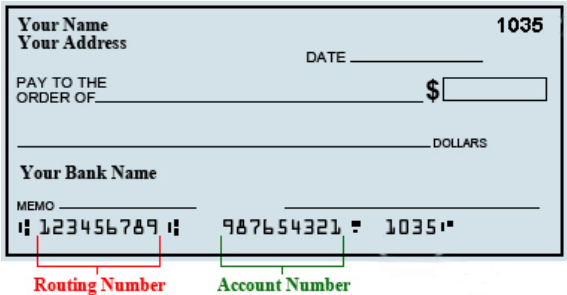 Your Name 1035
Your Address
DATE
PAY TO THE
ORDER OF $
DOLLARS
Your Bank Name
MEMO
⑆123456789⑆ 987654321⑈ 1035⑈
Routing Number Account Number